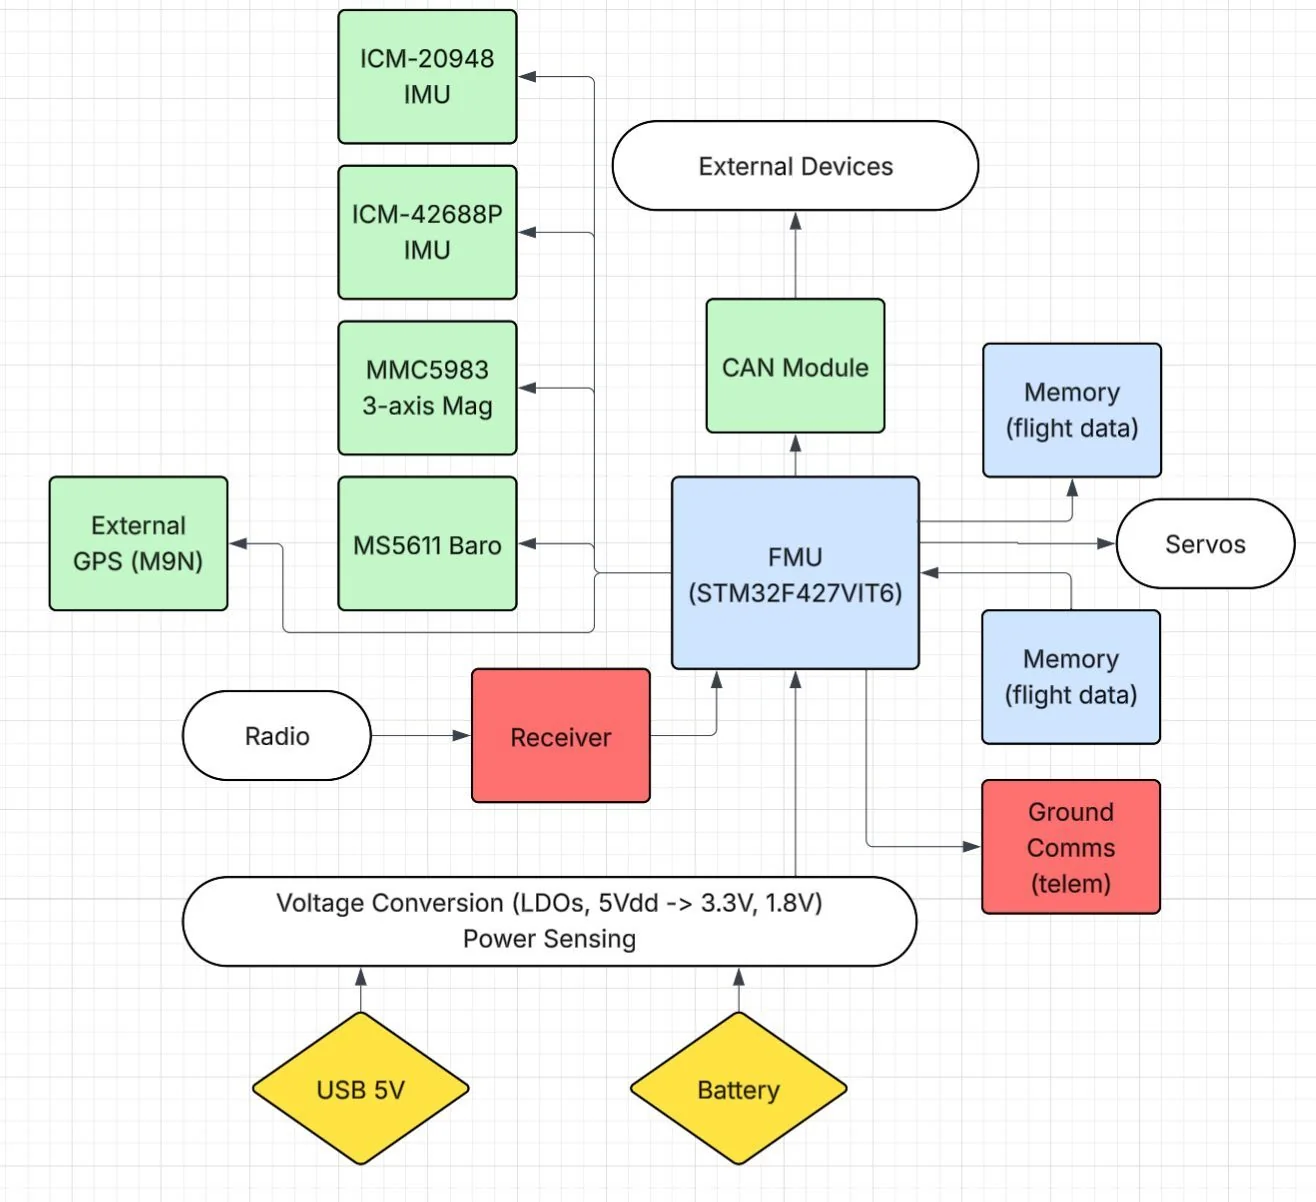 ICM-20948
IMU
External Devices
ICM-42688P
IMU
MMC5983
3-axis Mag
CAN Module
Memory
(flight data)
External
GPS (M9N)
MS5611 Baro
FMU
(STM32F427VIT6)
Servos
Memory
(flight data)
Radio
Receiver
Ground
Comms
(telem)
Voltage Conversion (LDOs, 5Vdd -> 3.3V, 1.8V)
Power Sensing
USB 5V
Battery